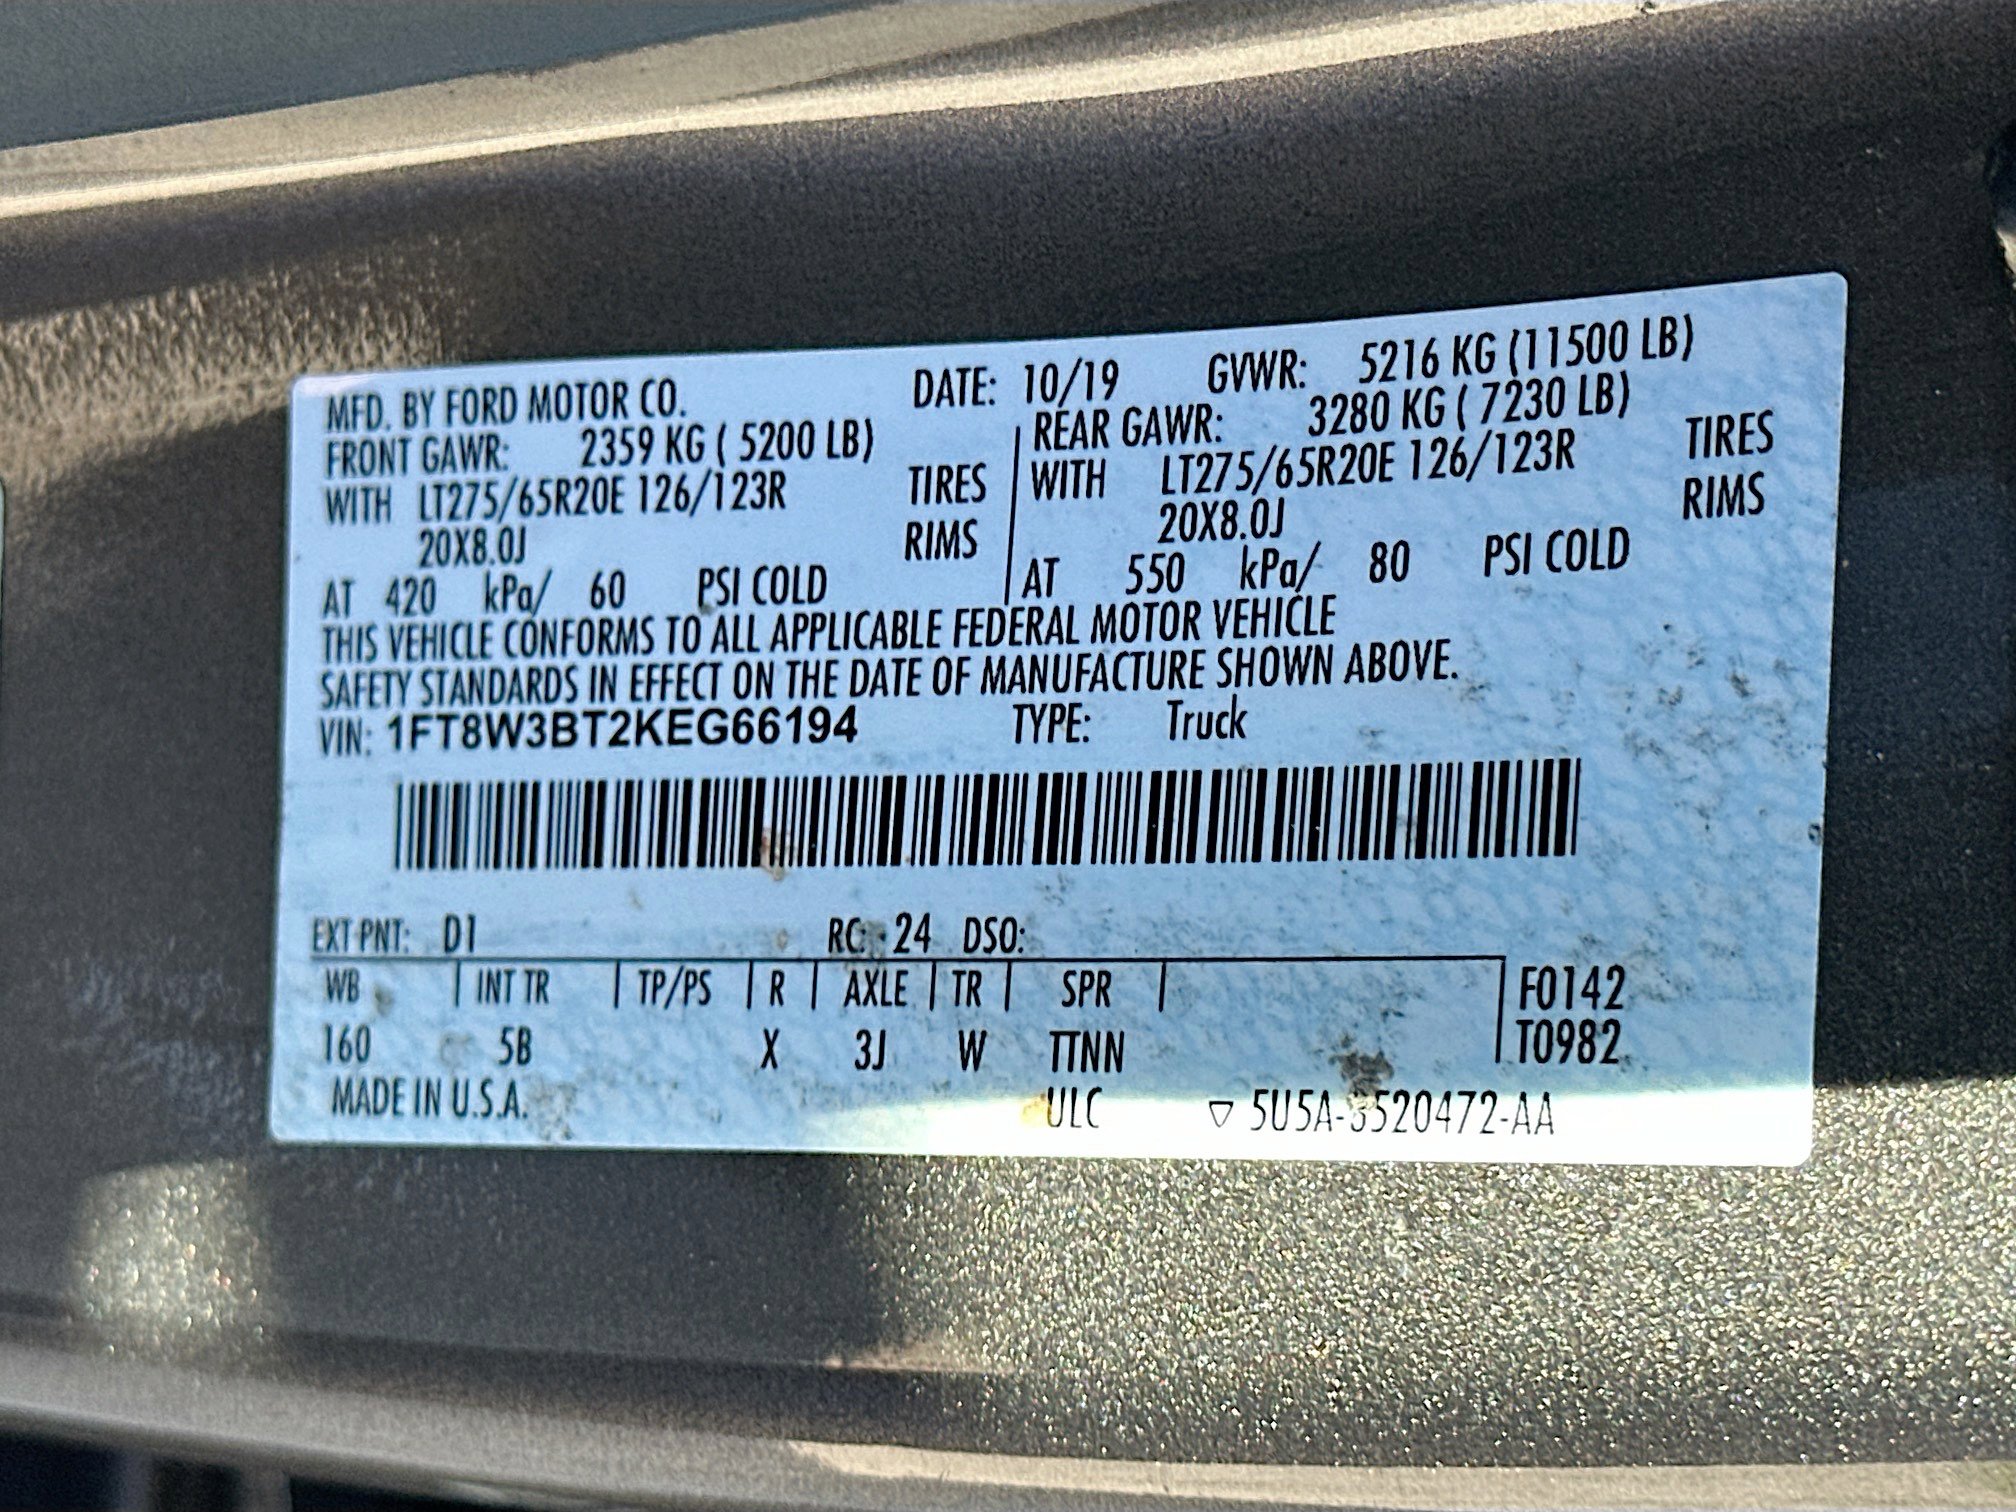 MFD. BY FORD MOTOR CO. DATE: 10/19 GVWR: 5216 KG (11500 LB)
FRONT GAWR: 2359 KG ( 5200 LB) REAR GAWR: 3280 KG ( 7230 LB)
WITH LT275/65R20E 126/123R TIRES WITH LT275/65R20E 126/123R TIRES
20X8.0J RIMS 20X8.0J RIMS
AT 420 kPa/ 60 PSI COLD AT 550 kPa/ 80 PSI COLD
THIS VEHICLE CONFORMS TO ALL APPLICABLE FEDERAL MOTOR VEHICLE
SAFETY STANDARDS IN EFFECT ON THE DATE OF MANUFACTURE SHOWN ABOVE.
VIN: 1FT8W3BT2KEG66194 TYPE: Truck
EXT PNT: D1 RC: 24 DSO:
WB | INT TR | TP/PS | R | AXLE | TR | SPR | F0142
160 5B X 3J W TTNN T0982
MADE IN U.S.A. ULC ▽ 5U5A-3520472-AA